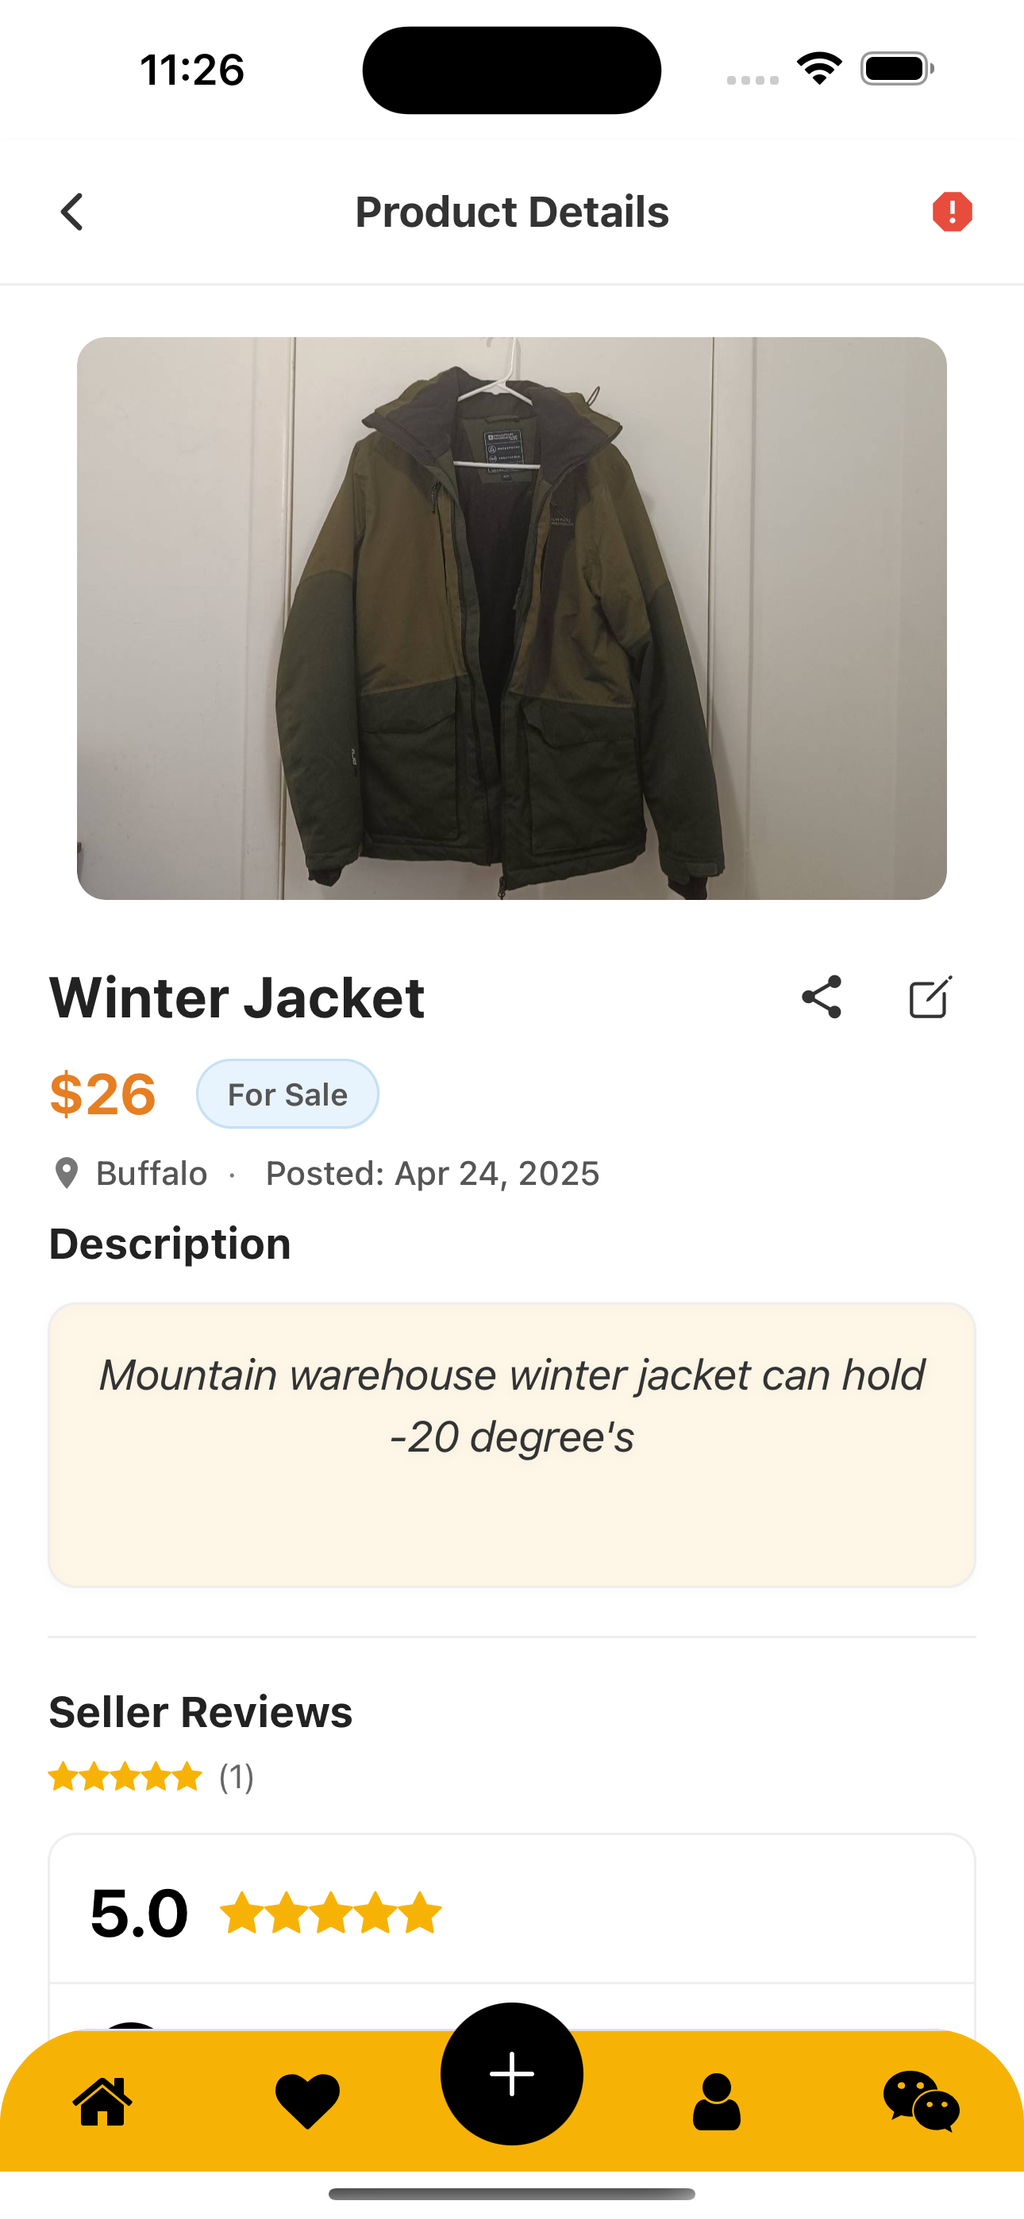 11:26
Product Details
Winter Jacket
$26
For Sale
Buffalo · Posted: Apr 24, 2025
Description
Mountain warehouse winter jacket can hold
-20 degree's
Seller Reviews
(1)
5.0